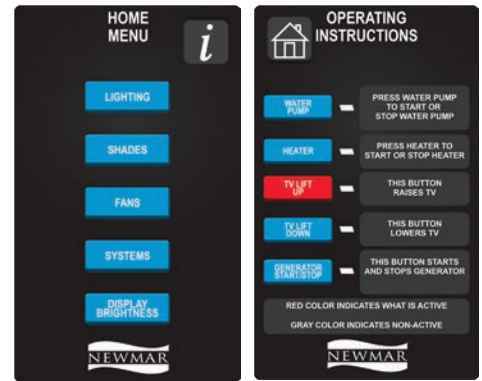 HOME
MENU
i
LIGHTING
SHADES
FANS
SYSTEMS
DISPLAY
BRIGHTNESS
NEWMAR
OPERATING
INSTRUCTIONS
WATER
PUMP
PRESS WATER PUMP
TO START OR
STOP WATER PUMP
HEATER
PRESS HEATER TO
START OR STOP HEATER
TV LIFT
UP
THIS BUTTON
RAISES TV
TV LIFT
DOWN
THIS BUTTON
LOWERS TV
GENERATOR
START/STOP
THIS BUTTON STARTS
AND STOPS GENERATOR
RED COLOR INDICATES WHAT IS ACTIVE
GRAY COLOR INDICATES NON-ACTIVE
NEWMAR